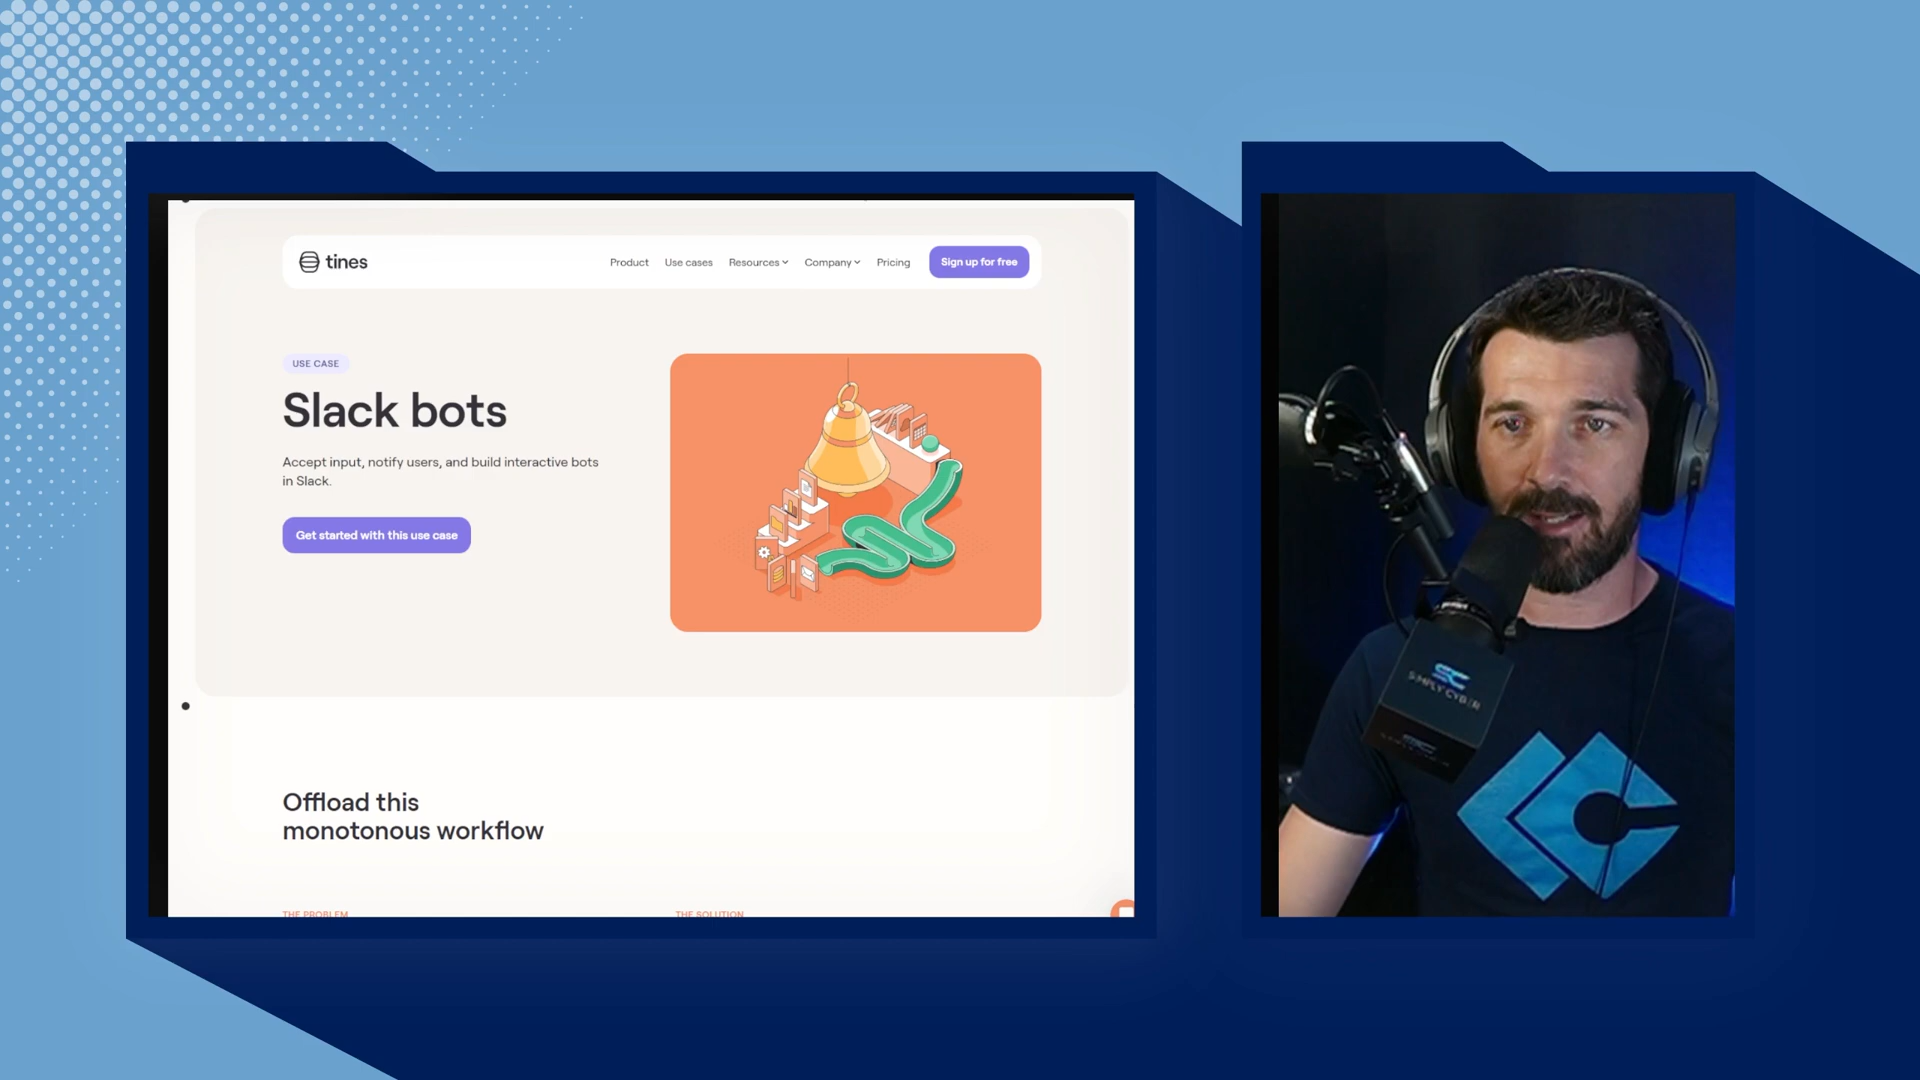 tines
Product
Use cases
Resources
Company
Pricing
Sign up for free
USE CASE
Slack bots
Accept input, notify users, and build interactive bots
in Slack.
Get started with this use case
Offload this
monotonous workflow
THE PROBLEM
THE SOLUTION
SIMPLY CYBER